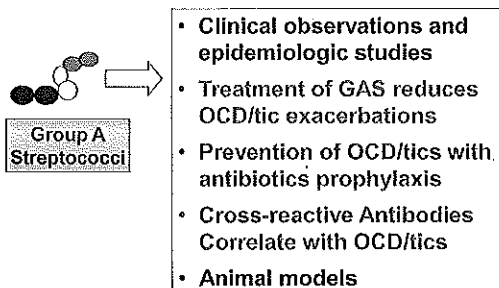 Group A
Streptococci
• Clinical observations and
epidemiologic studies
• Treatment of GAS reduces
OCD/tic exacerbations
• Prevention of OCD/tics with
antibiotics prophylaxis
• Cross-reactive Antibodies
Correlate with OCD/tics
• Animal models